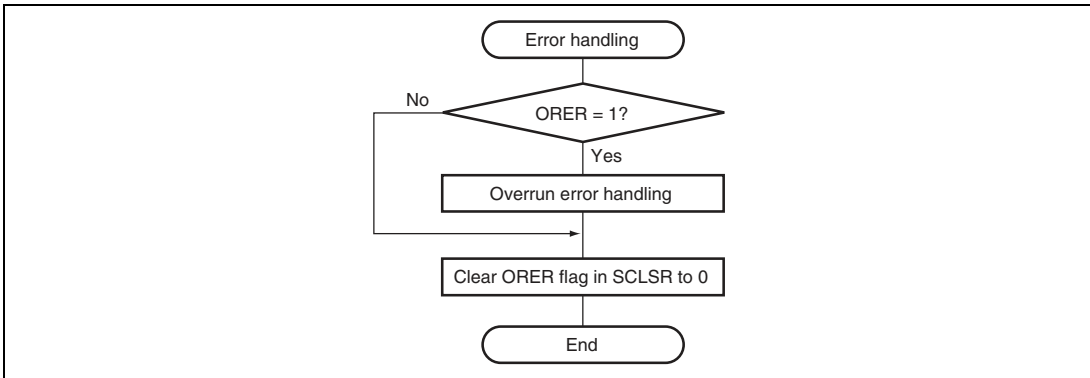 Error handling
No
ORER = 1?
Yes
Overrun error handling
Clear ORER flag in SCLSR to 0
End